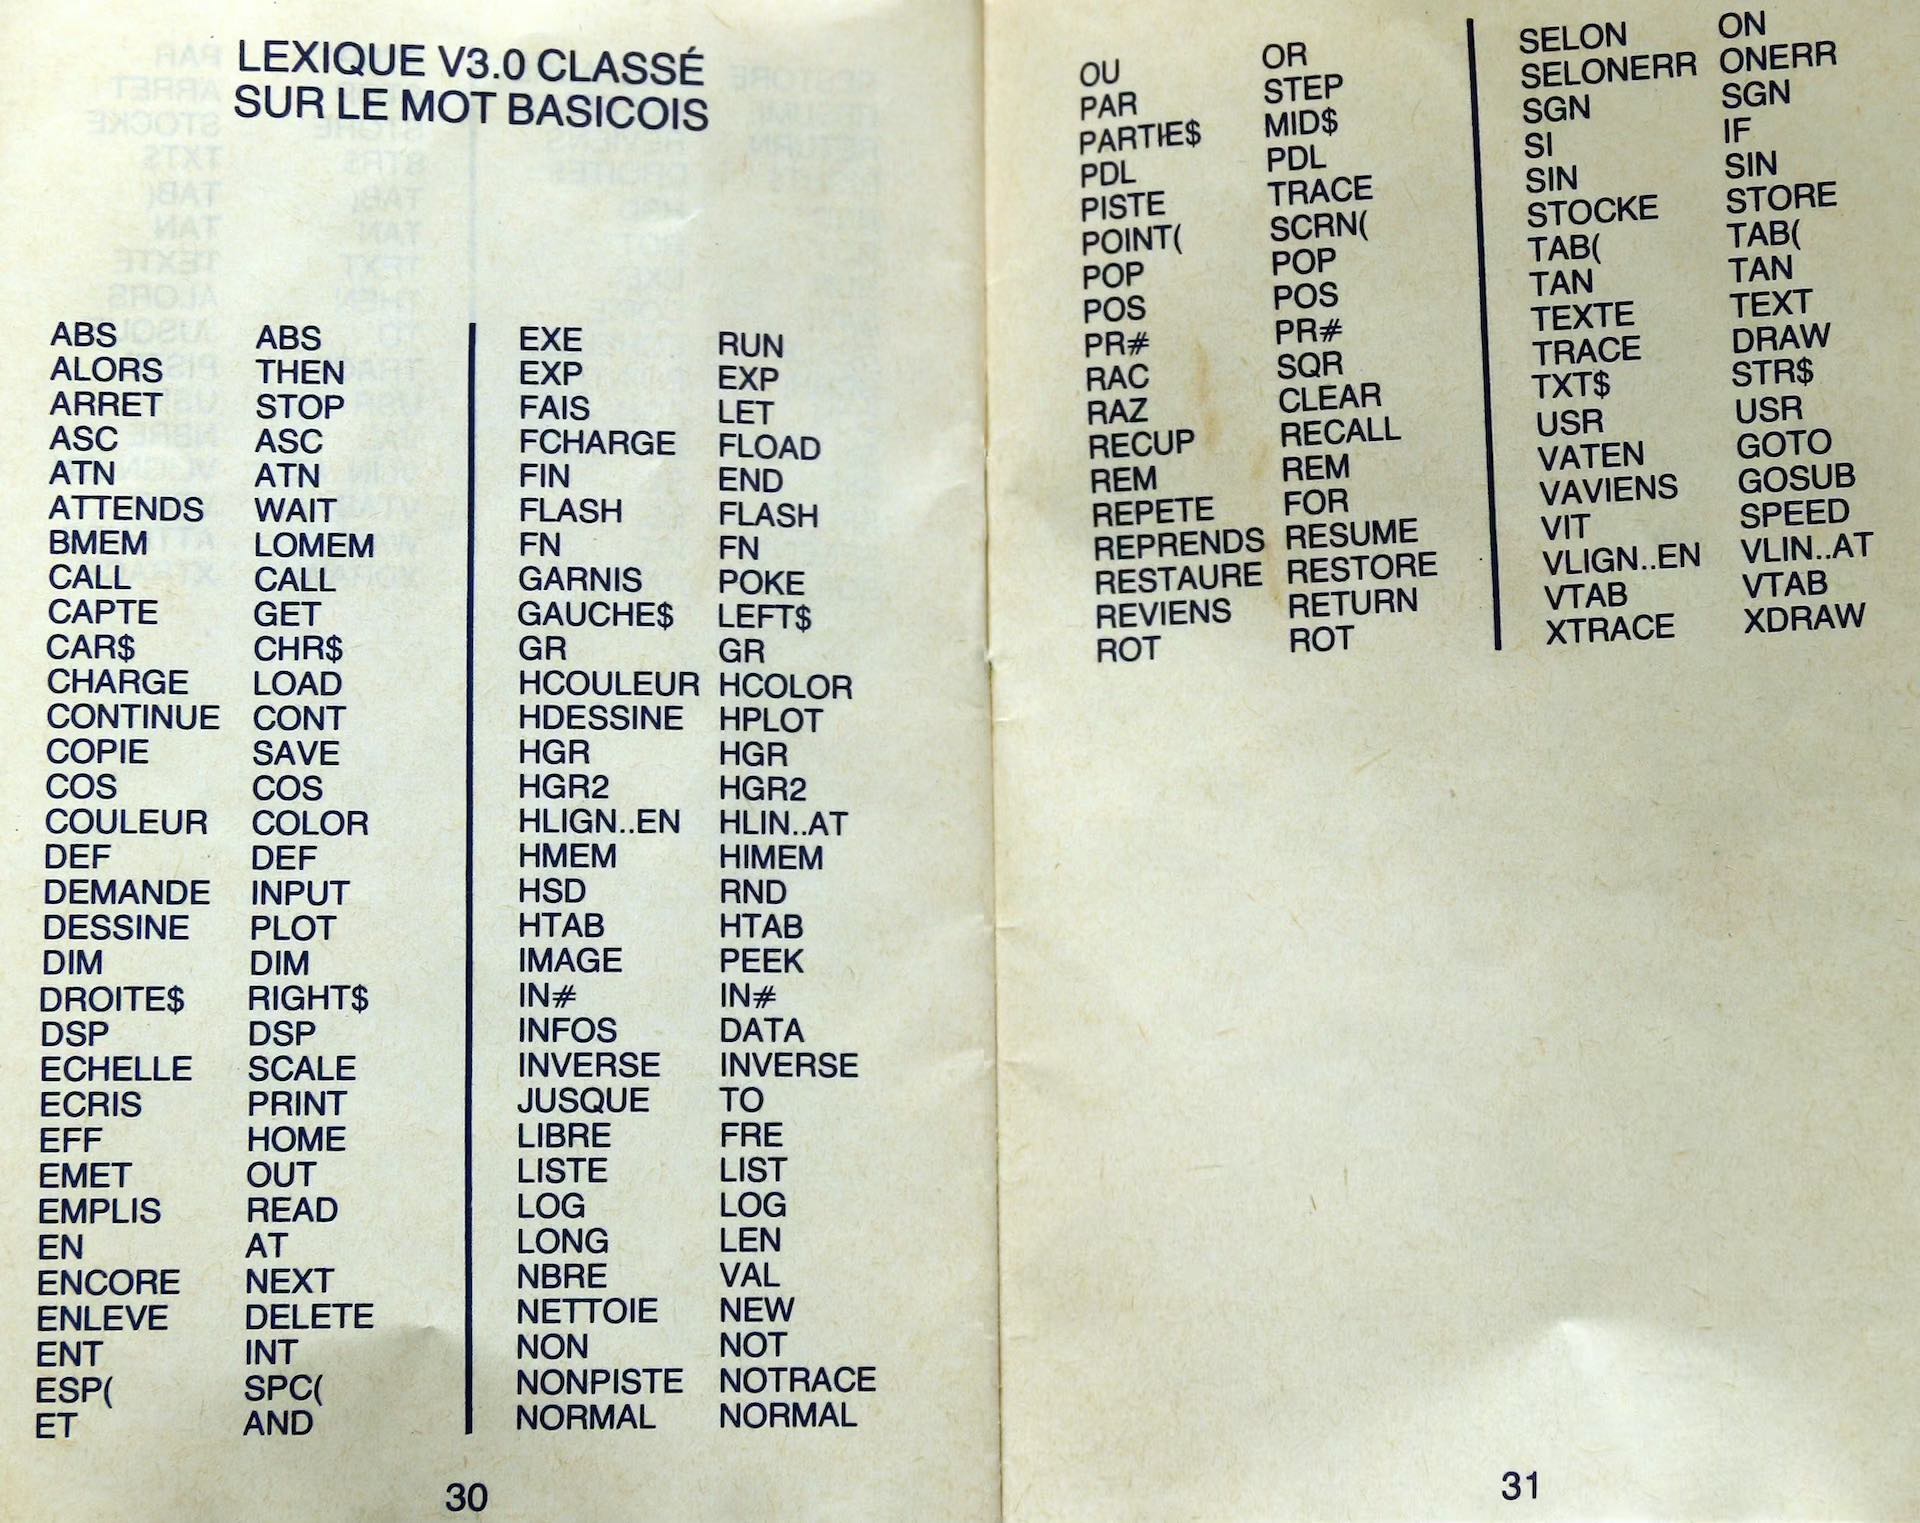 LEXIQUE V3.0 CLASSÉ
SUR LE MOT BASICOIS
ABS ABS
ALORS THEN
ARRET STOP
ASC ASC
ATN ATN
ATTENDS WAIT
BMEM LOMEM
CALL CALL
CAPTE GET
CAR$ CHR$
CHARGE LOAD
CONTINUE CONT
COPIE SAVE
COS COS
COULEUR COLOR
DEF DEF
DEMANDE INPUT
DESSINE PLOT
DIM DIM
DROITE$ RIGHT$
DSP DSP
ECHELLE SCALE
ECRIS PRINT
EFF HOME
EMET OUT
EMPLIS READ
EN AT
ENCORE NEXT
ENLEVE DELETE
ENT INT
ESP( SPC(
ET AND
EXE RUN
EXP EXP
FAIS LET
FCHARGE FLOAD
FIN END
FLASH FLASH
FN FN
GARNIS POKE
GAUCHE$ LEFT$
GR GR
HCOULEUR HCOLOR
HDESSINE HPLOT
HGR HGR
HGR2 HGR2
HLIGN..EN HLIN..AT
HMEM HIMEM
HSD RND
HTAB HTAB
IMAGE PEEK
IN# IN#
INFOS DATA
INVERSE INVERSE
JUSQUE TO
LIBRE FRE
LISTE LIST
LOG LOG
LONG LEN
NBRE VAL
NETTOIE NEW
NON NOT
NONPISTE NOTRACE
NORMAL NORMAL
30
OU OR
PAR STEP
PARTIE$ MID$
PDL PDL
PISTE TRACE
POINT( SCRN(
POP POP
POS POS
PR# PR#
RAC SQR
RAZ CLEAR
RECUP RECALL
REM REM
REPETE FOR
REPRENDS RESUME
RESTAURE RESTORE
REVIENS RETURN
ROT ROT
SELON ON
SELONERR ONERR
SGN SGN
SI IF
SIN SIN
STOCKE STORE
TAB( TAB(
TAN TAN
TEXTE TEXT
TRACE DRAW
TXT$ STR$
USR USR
VATEN GOTO
VAVIENS GOSUB
VIT SPEED
VLIGN..EN VLIN..AT
VTAB VTAB
XTRACE XDRAW
31